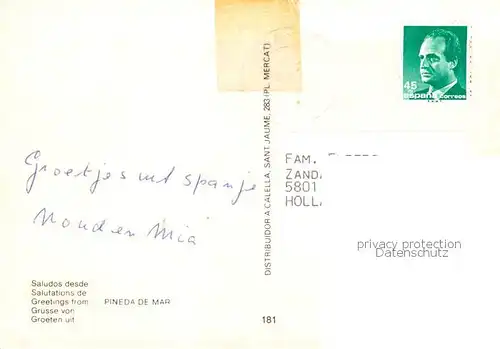 45
España correos
Groetjes uit spanje
Noud en Mia
FAM.
ZAND
5801
HOLL
privacy protection
Datenschutz
DISTRIBUIDOR A CALELLA, SANT JAUME, 283 (PL. MERCAT)
Saludos desde
Salutations de
Greetings from PINEDA DE MAR
Grusse von
Groeten uit
181